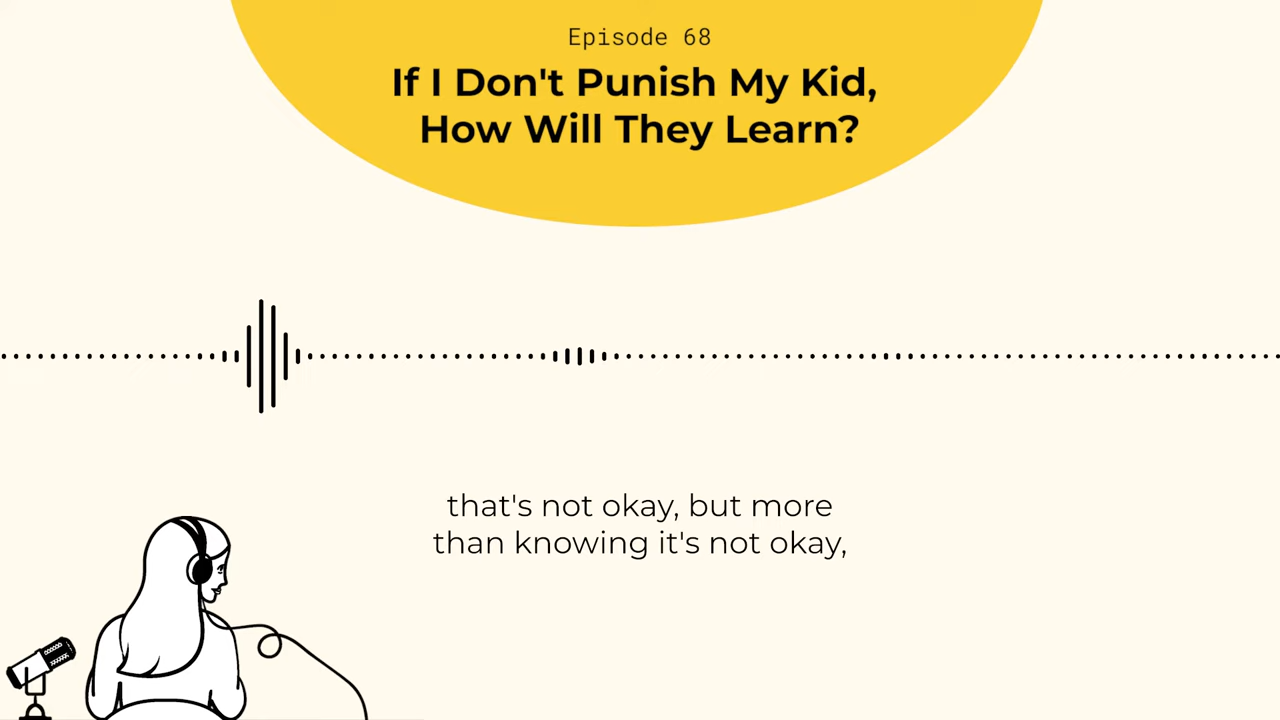 Episode 68
If I Don't Punish My Kid,
How Will They Learn?
that's not okay, but more
than knowing it's not okay,